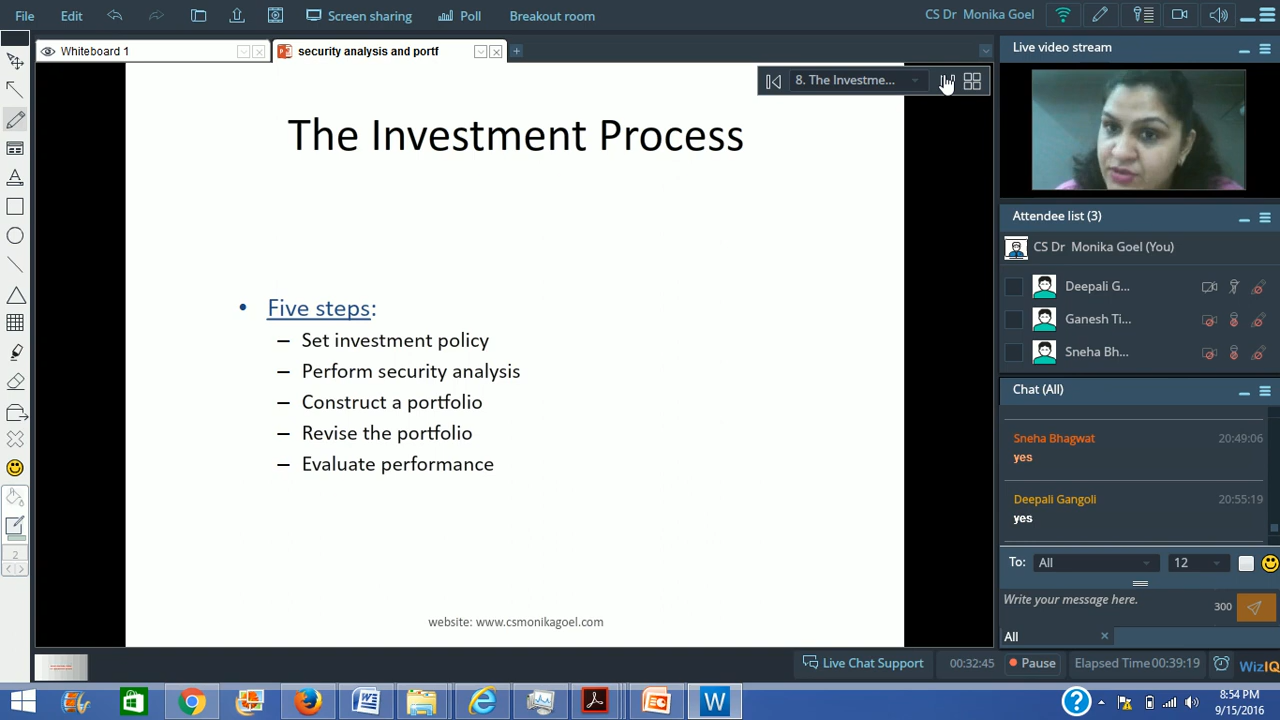 File
Edit
Screen sharing
Poll
Breakout room
CS Dr Monika Goel
Whiteboard 1
security analysis and portf
8. The Investme...
The Investment Process
• Five steps:
– Set investment policy
– Perform security analysis
– Construct a portfolio
– Revise the portfolio
– Evaluate performance
website: www.csmonikagoel.com
Live video stream
Attendee list (3)
CS Dr Monika Goel (You)
Deepali G...
Ganesh Ti...
Sneha Bh...
Chat (All)
Sneha Bhagwat 20:49:06
yes
Deepali Gangoli 20:55:19
yes
To: All 12
Write your message here.
300
All
2
Live Chat Support
00:32:45
Pause
Elapsed Time 00:39:19
WizIQ
8:54 PM
9/15/2016